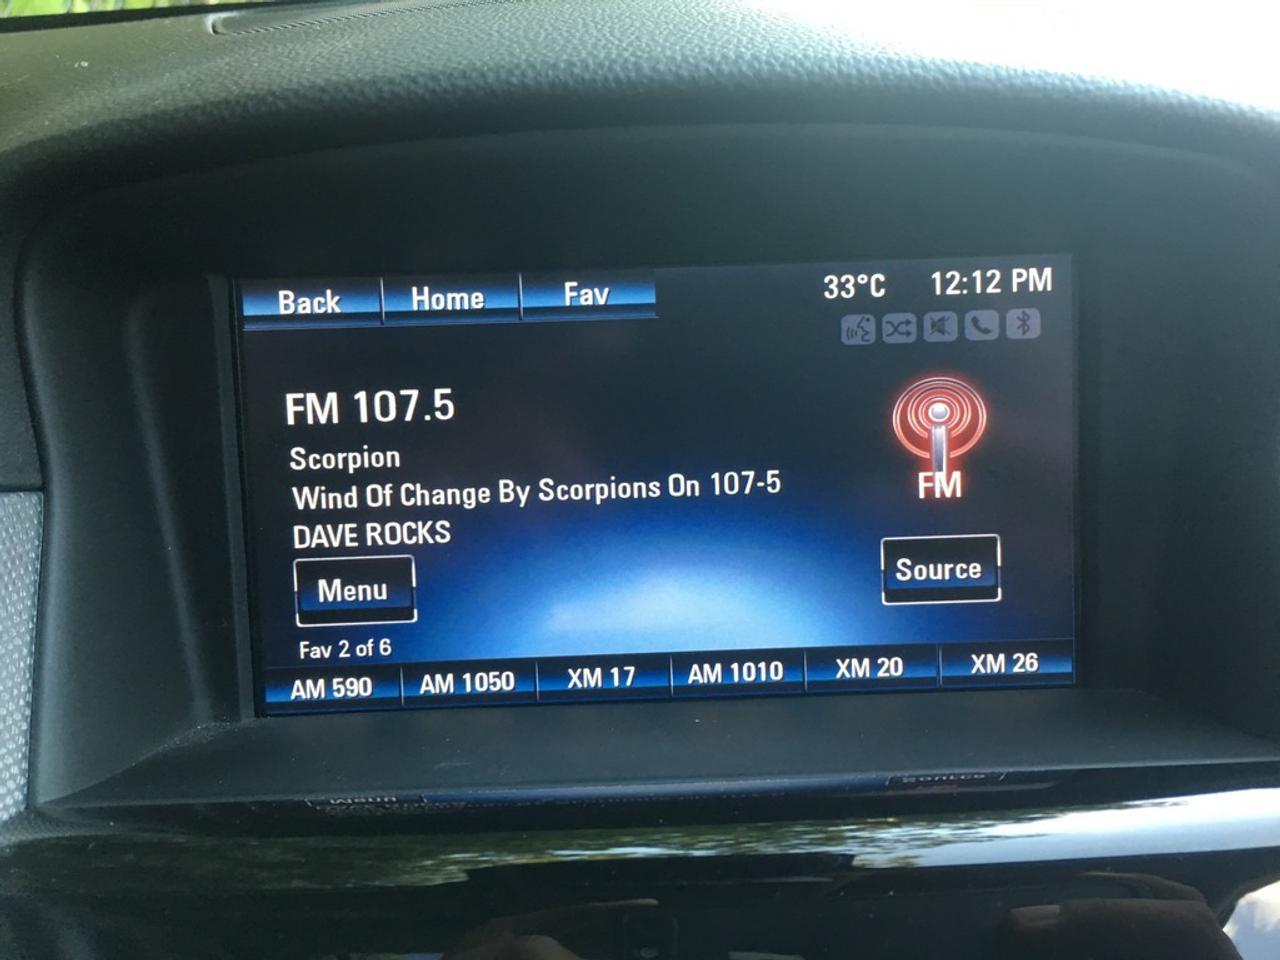 Back Home Fav 33°C 12:12 PM
FM 107.5
Scorpion
Wind Of Change By Scorpions On 107-5
DAVE ROCKS
FM
Menu Source
Fav 2 of 6
AM 590 AM 1050 XM 17 AM 1010 XM 20 XM 26